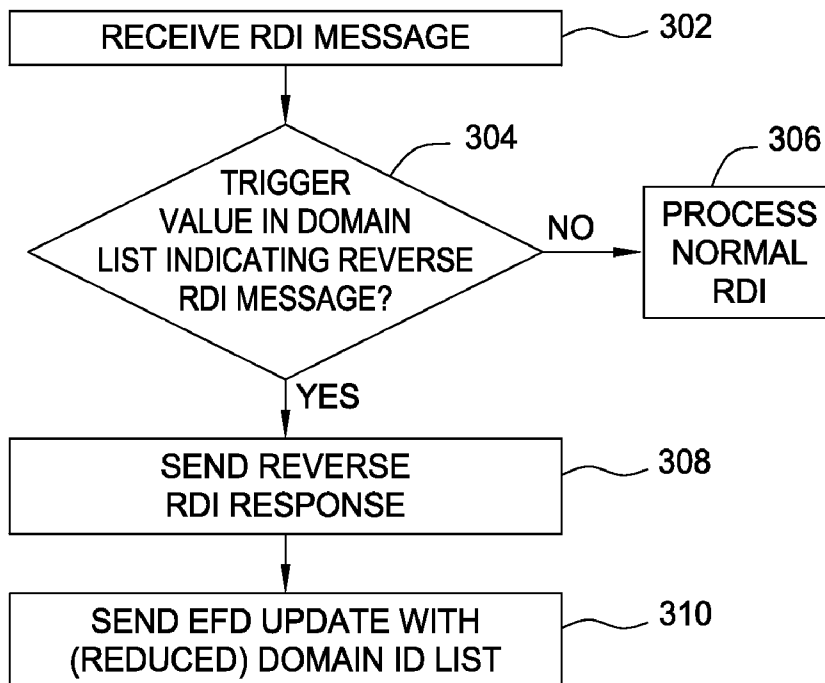 RECEIVE RDI MESSAGE
302
304
TRIGGER
VALUE IN DOMAIN
LIST INDICATING REVERSE
RDI MESSAGE?
NO
306
PROCESS
NORMAL
RDI
YES
SEND REVERSE
RDI RESPONSE
308
SEND EFD UPDATE WITH
(REDUCED) DOMAIN ID LIST
310